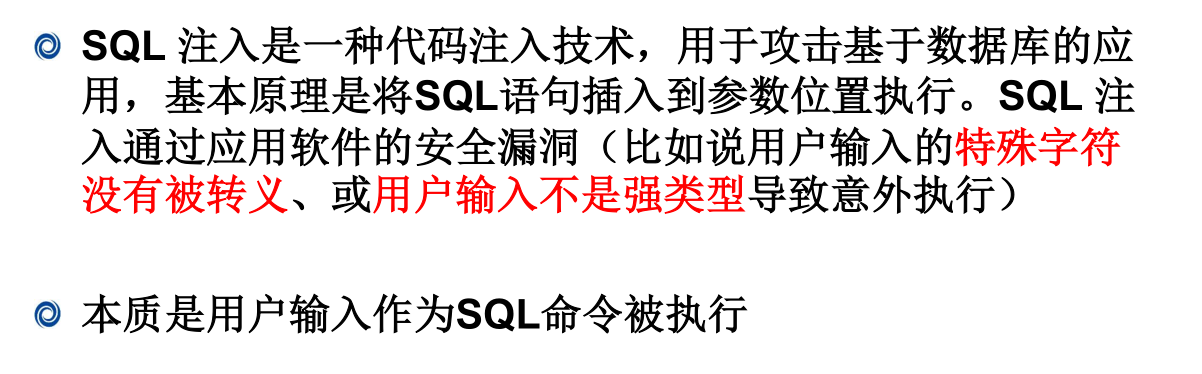 SQL 注入是一种代码注入技术，用于攻击基于数据库的应
用，基本原理是将SQL语句插入到参数位置执行。SQL 注
入通过应用软件的安全漏洞（比如说用户输入的特殊字符
没有被转义、或用户输入不是强类型导致意外执行）
本质是用户输入作为SQL命令被执行